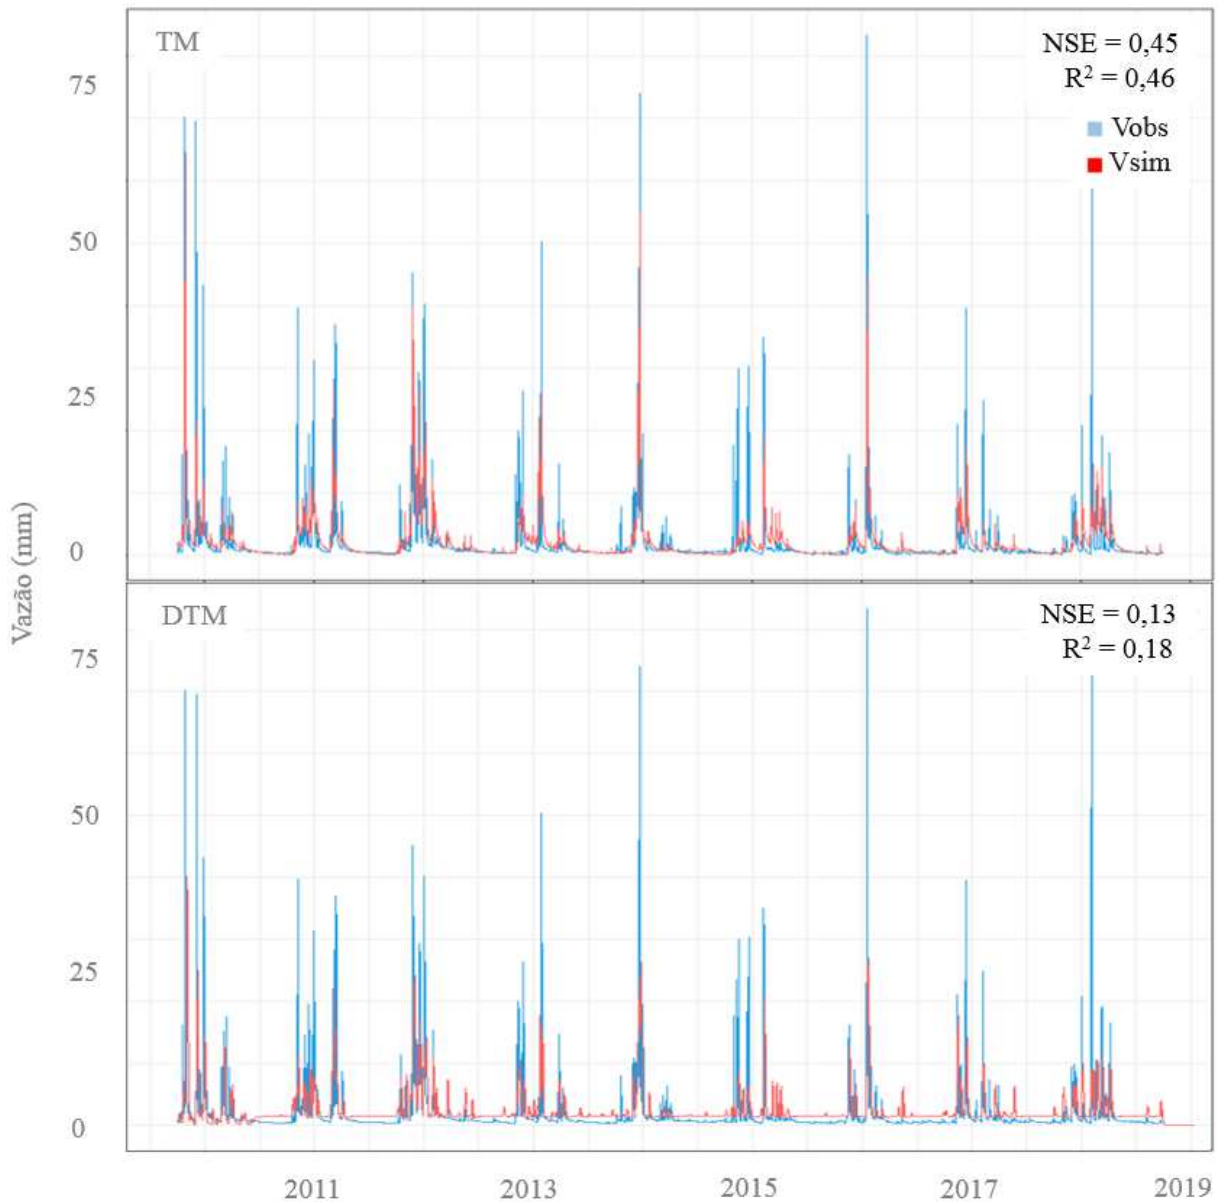 TM
NSE = 0,45
R² = 0,46
Vobs
Vsim
75
50
25
0
Vazão (mm)
DTM
NSE = 0,13
R² = 0,18
75
50
25
0
2011
2013
2015
2017
2019